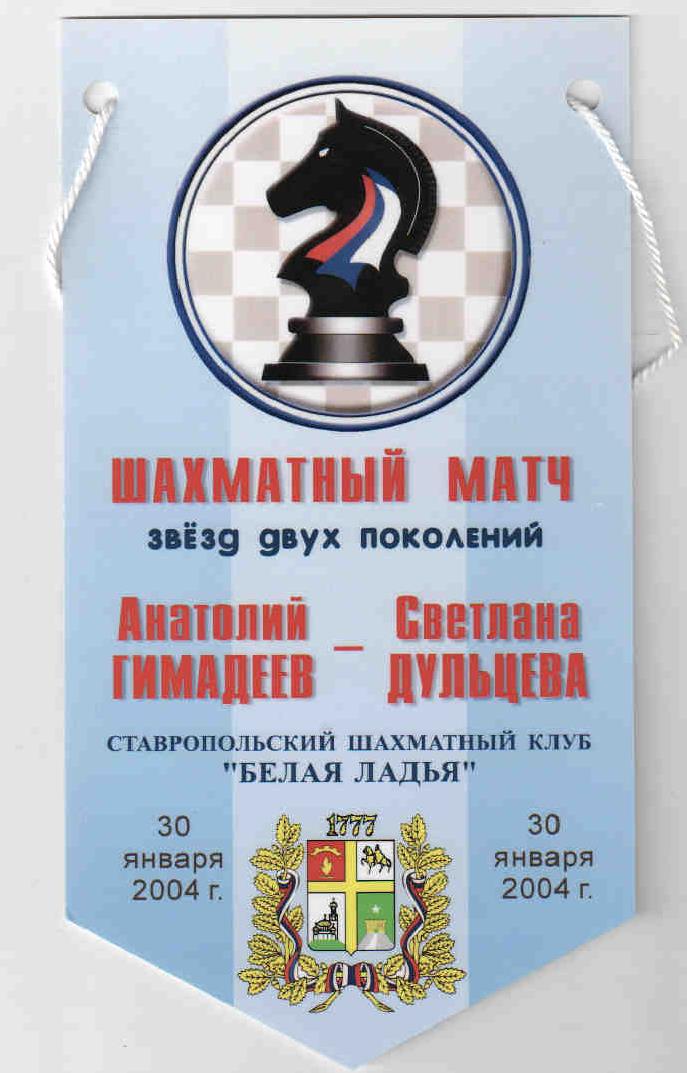 ШАХМАТНЫЙ МАТЧ
звёзд двух поколений
Анатолий
ГИМАДЕЕВ
–
Светлана
ДУЛЬЦЕВА
СТАВРОПОЛЬСКИЙ ШАХМАТНЫЙ КЛУБ
"БЕЛАЯ ЛАДЬЯ"
30
января
2004 г.
1777
30
января
2004 г.